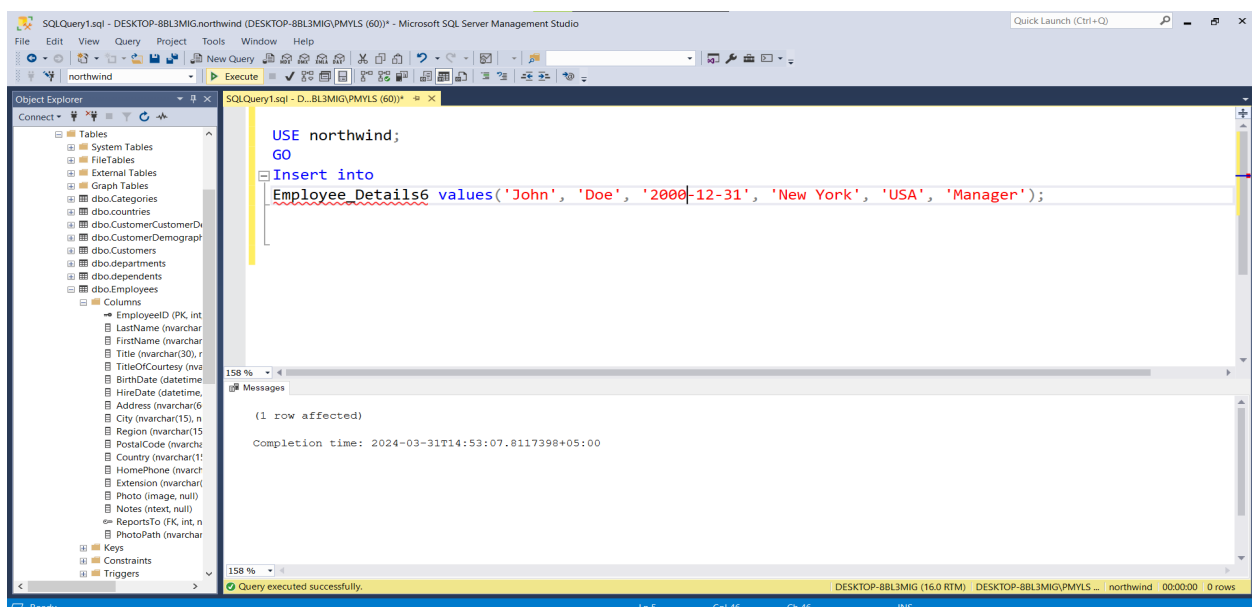 SQLQuery1.sql - DESKTOP-8BL3MIG.northwind (DESKTOP-8BL3MIG\PMYLS (60))* - Microsoft SQL Server Management Studio
Quick Launch (Ctrl+Q)
File Edit View Query Project Tools Window Help
New Query
northwind
Execute
Object Explorer
Connect
Tables
System Tables
FileTables
External Tables
Graph Tables
dbo.Categories
dbo.countries
dbo.CustomerCustomerDe
dbo.CustomerDemograph
dbo.Customers
dbo.departments
dbo.dependents
dbo.Employees
Columns
EmployeeID (PK, int
LastName (nvarchar
FirstName (nvarchar
Title (nvarchar(30), r
TitleOfCourtesy (nva
BirthDate (datetime
HireDate (datetime,
Address (nvarchar(6
City (nvarchar(15), n
Region (nvarchar(15
PostalCode (nvarcha
Country (nvarchar(1
HomePhone (nvarch
Extension (nvarchar(
Photo (image, null)
Notes (ntext, null)
ReportsTo (FK, int, n
PhotoPath (nvarchar
Keys
Constraints
Triggers
SQLQuery1.sql - D...BL3MIG\PMYLS (60))*
USE northwind;
GO
Insert into
Employee_Details6 values('John', 'Doe', '2000-12-31', 'New York', 'USA', 'Manager');
158 %
Messages
(1 row affected)
Completion time: 2024-03-31T14:53:07.8117398+05:00
158 %
Query executed successfully.
DESKTOP-8BL3MIG (16.0 RTM) DESKTOP-8BL3MIG\PMYLS ... northwind 00:00:00 0 rows